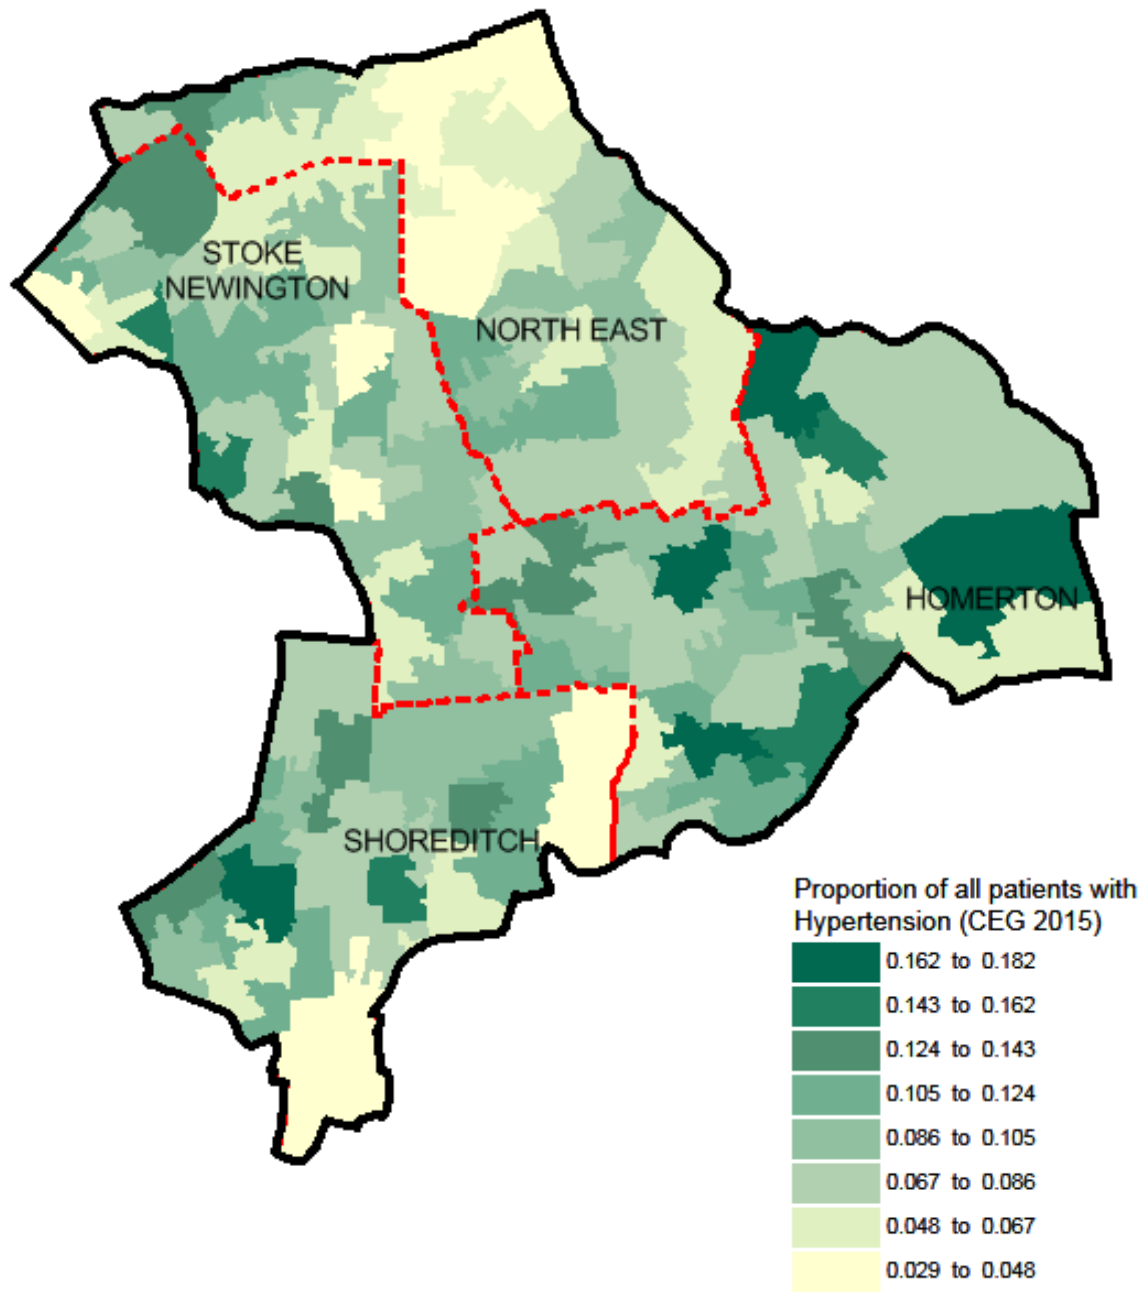 STOKE
NEWINGTON
NORTH EAST
HOMERTON
SHOREDITCH
Proportion of all patients with
Hypertension (CEG 2015)
0.162 to 0.182
0.143 to 0.162
0.124 to 0.143
0.105 to 0.124
0.086 to 0.105
0.067 to 0.086
0.048 to 0.067
0.029 to 0.048